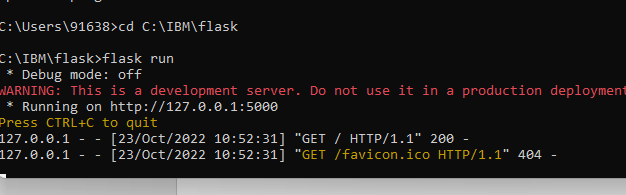 C:\Users\91638>cd C:\IBM\flask
C:\IBM\flask>flask run
 * Debug mode: off
WARNING: This is a development server. Do not use it in a production deployment
 * Running on http://127.0.0.1:5000
Press CTRL+C to quit
127.0.0.1 - - [23/Oct/2022 10:52:31] "GET / HTTP/1.1" 200 -
127.0.0.1 - - [23/Oct/2022 10:52:31] "GET /favicon.ico HTTP/1.1" 404 -